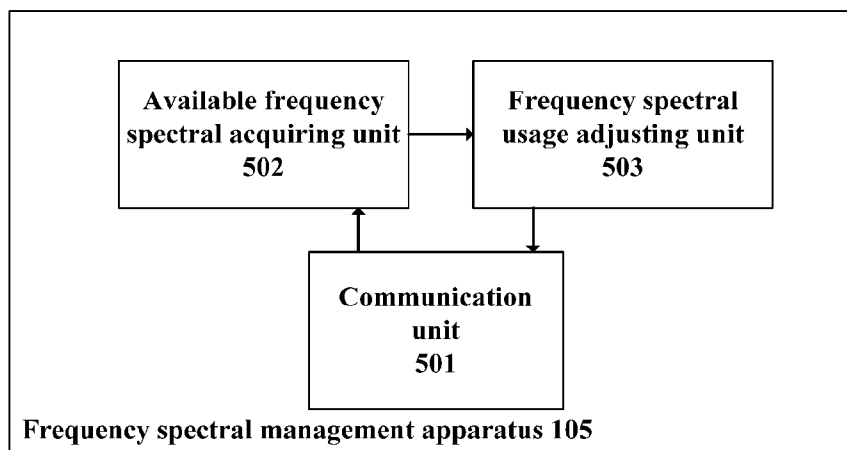 Available frequency
spectral acquiring unit
502
Frequency spectral
usage adjusting unit
503
Communication
unit
501
Frequency spectral management apparatus 105